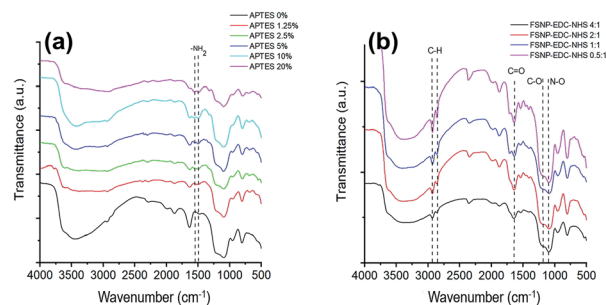 (a)
-NH2
APTES 0%
APTES 1.25%
APTES 2.5%
APTES 5%
APTES 10%
APTES 20%
Transmittance (a.u.)
4000 3500 3000 2500 2000 1500 1000 500
Wavenumber (cm-1)
(b)
C-H
C=O
C-O
N-O
FSNP-EDC-NHS 4:1
FSNP-EDC-NHS 2:1
FSNP-EDC-NHS 1:1
FSNP-EDC-NHS 0.5:1
Transmittance (a.u.)
4000 3500 3000 2500 2000 1500 1000 500
Wavenumber (cm-1)